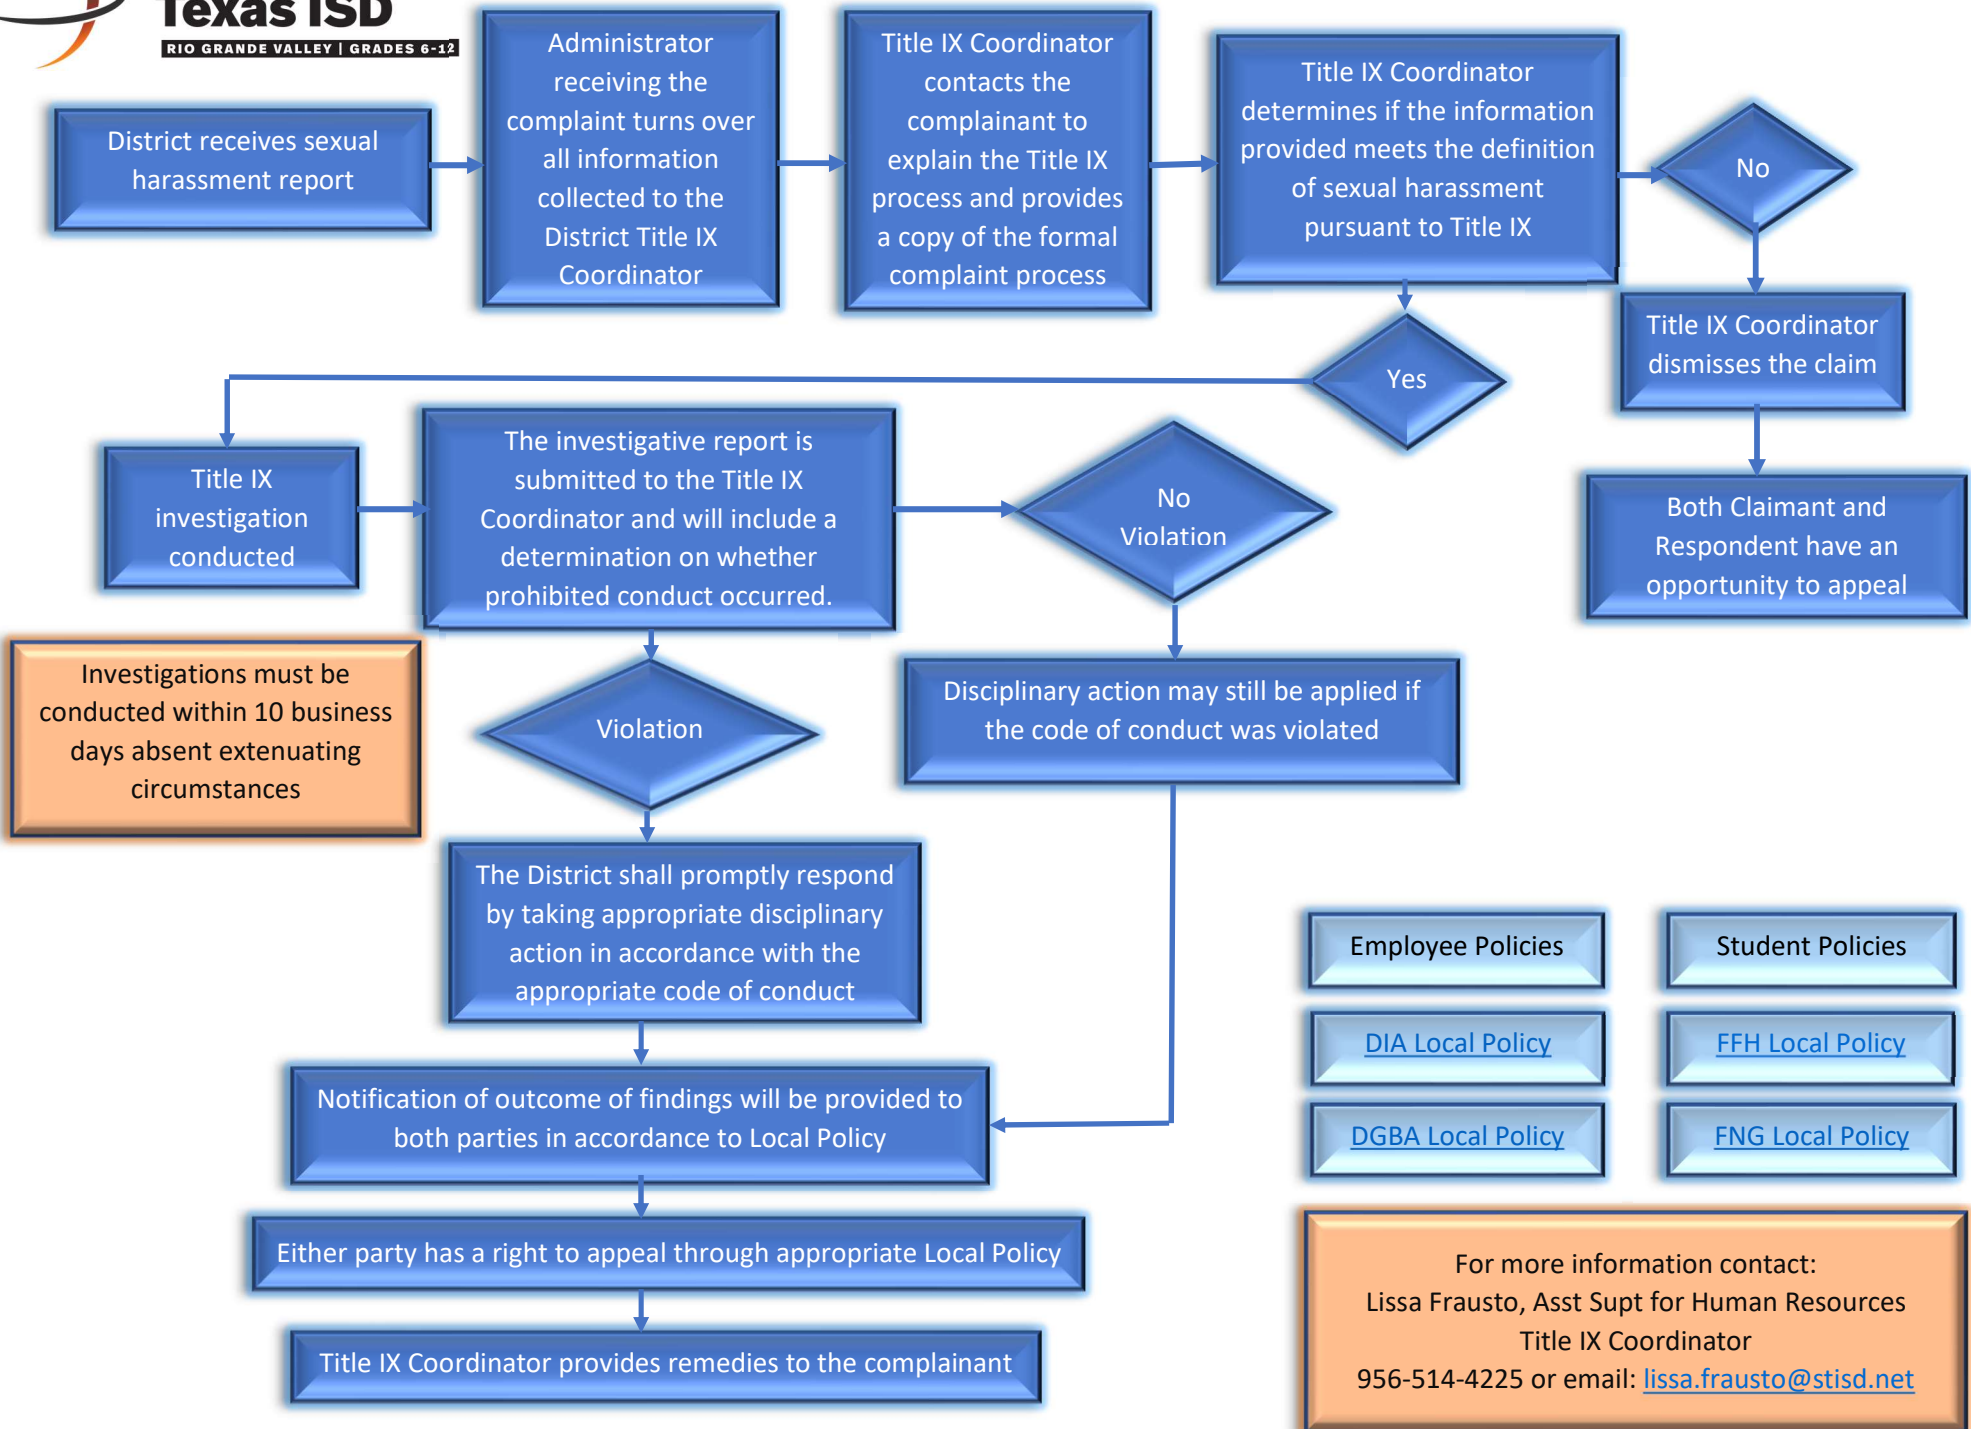 Texas ISD
RIO GRANDE VALLEY | GRADES 6-12
District receives sexual
harassment report
Administrator
receiving the
complaint turns over
all information
collected to the
District Title IX
Coordinator
Title IX Coordinator
contacts the
complainant to
explain the Title IX
process and provides
a copy of the formal
complaint process
Title IX Coordinator
determines if the information
provided meets the definition
of sexual harassment
pursuant to Title IX
No
Title IX Coordinator
dismisses the claim
Both Claimant and
Respondent have an
opportunity to appeal
Yes
Title IX
investigation
conducted
The investigative report is
submitted to the Title IX
Coordinator and will include a
determination on whether
prohibited conduct occurred.
No
Violation
Investigations must be
conducted within 10 business
days absent extenuating
circumstances
Violation
Disciplinary action may still be applied if
the code of conduct was violated
The District shall promptly respond
by taking appropriate disciplinary
action in accordance with the
appropriate code of conduct
Notification of outcome of findings will be provided to
both parties in accordance to Local Policy
Either party has a right to appeal through appropriate Local Policy
Title IX Coordinator provides remedies to the complainant
Employee Policies
Student Policies
DIA Local Policy
FFH Local Policy
DGBA Local Policy
FNG Local Policy
For more information contact:
Lissa Frausto, Asst Supt for Human Resources
Title IX Coordinator
956-514-4225 or email: lissa.frausto@stisd.net